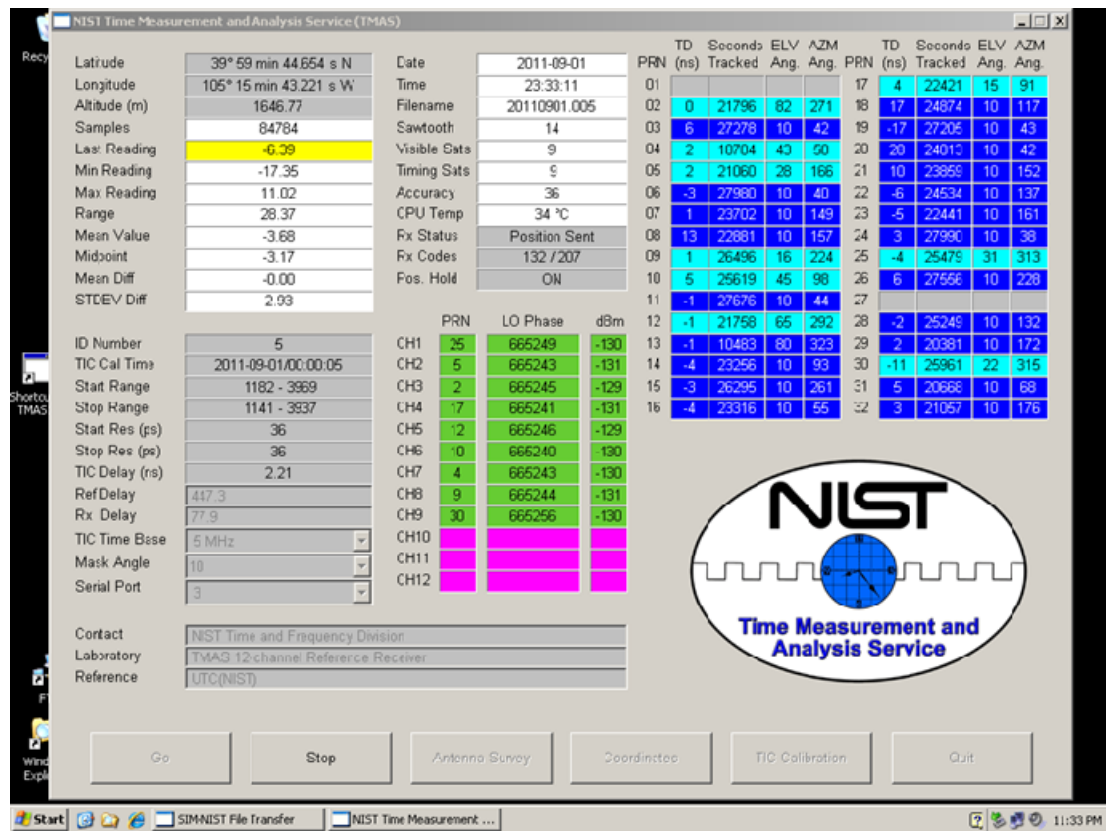 NIST Time Measurement and Analysis Service (TMAS)
Latitude 39° 59 min 44.654 s N
Longitude 105° 15 min 43.221 s W
Altitude (m) 1646.77
Samples 84784
Last Reading -6.39
Min Reading -17.35
Max Reading 11.02
Range 28.37
Mean Value -3.68
Midpoint -3.17
Mean Diff -0.00
STDEV Diff 2.93
Date 2011-09-01
Time 23:33:11
Filename 20110901.005
Sawtooth 14
Visible Sats 9
Timing Sats 9
Accuracy 36
CPU Temp 34 °C
Rx Status Position Sent
Rx Codes 132 / 207
Pos. Hold ON
ID Number 5
TIC Cal Time 2011-09-01/00:00:05
Start Range 1182 - 3969
Stop Range 1141 - 3937
Start Res (ps) 36
Stop Res (ps) 36
TIC Delay (ns) 2.21
Ref Delay 447.3
Rx Delay 77.9
TIC Time Base 5 MHz
Mask Angle 10
Serial Port 3
PRN LO Phase dBm
CH1 25 665249 -130
CH2 5 665243 -131
CH3 2 665245 -129
CH4 17 665241 -131
CH5 12 665246 -129
CH6 10 665240 -130
CH7 4 665243 -130
CH8 9 665244 -131
CH9 30 665256 -130
CH10
CH11
CH12
TD Seconds ELV AZM
PRN (ns) Tracked Ang. Ang.
01
02 0 21796 82 271
03 6 27278 10 42
04 2 10704 43 50
05 2 21060 28 166
06 -3 27980 10 40
07 1 23702 10 149
08 13 22881 10 157
09 1 26496 16 224
10 5 25619 45 98
11 -1 27676 10 44
12 -1 21758 65 292
13 -1 10483 80 323
14 -4 23256 10 93
15 -3 26295 10 261
16 -4 23316 10 55
TD Seconds ELV AZM
PRN (ns) Tracked Ang. Ang.
17 4 22421 15 91
18 17 24874 10 117
19 -17 27205 10 43
20 20 24013 10 42
21 10 23859 10 152
22 -6 24534 10 137
23 -5 22441 10 161
24 3 27990 10 38
25 -4 25479 31 313
26 6 27556 10 228
27
28 -2 25249 10 132
29 2 20381 10 172
30 -11 25961 22 315
31 5 20668 10 68
32 3 21057 10 176
Contact NIST Time and Frequency Division
Laboratory TMAS 12-channel Reference Receiver
Reference UTC(NIST)
NIST
Time Measurement and
Analysis Service
Go Stop Antenna Survey Coordinates TIC Calibration Quit
Recy
Shortcu
TMAS
Wind
Expl
Start SIM-NIST File Transfer NIST Time Measurement ... 11:33 PM